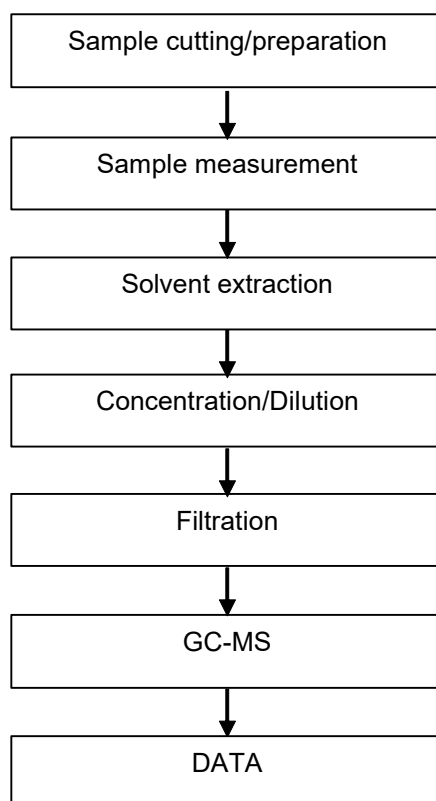 Sample cutting/preparation
Sample measurement
Solvent extraction
Concentration/Dilution
Filtration
GC-MS
DATA